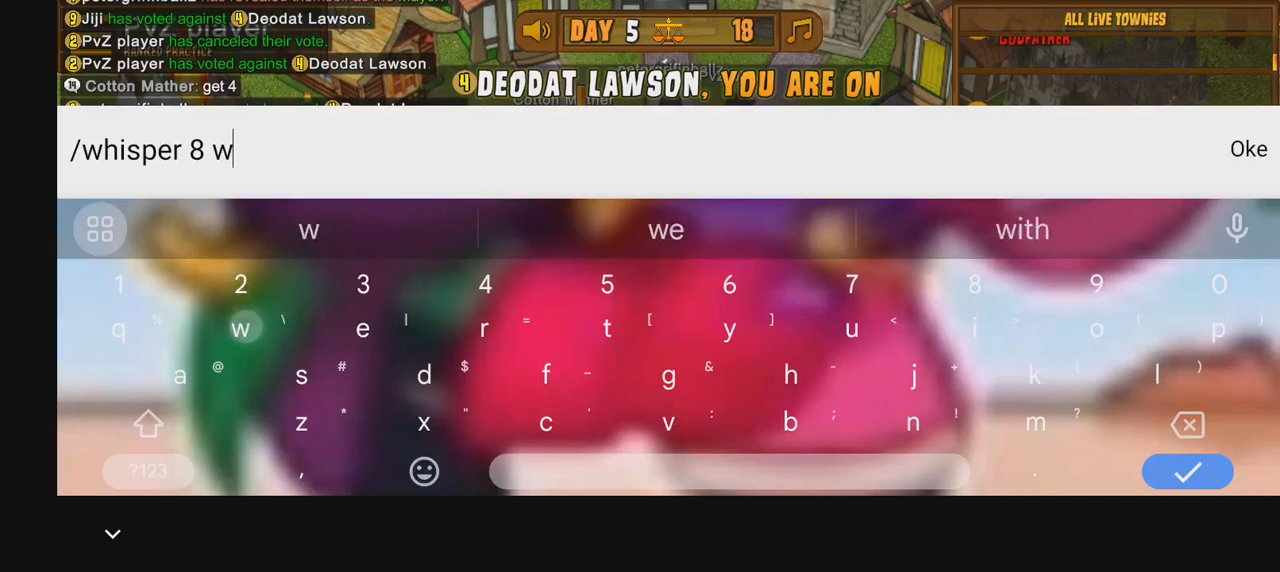 Jiji has voted against 4 Deodat Lawson.
2 PvZ player has canceled their vote.
2 PvZ player has voted against 4 Deodat Lawson.
14 Cotton Mather: get 4
DAY 5 18
4 DEODAT LAWSON, YOU ARE ON
ALL LIVE TOWNIES
GODFATHER
/whisper 8 w
Oke
w we with
1 2 3 4 5 6 7 8 9 0
q % w \ e | r = t [ y ] u < i > o { p }
a @ s # d $ f _ g & h - j + k ( l )
z * x " c ' v : b ; n ! m ?
?123 , .